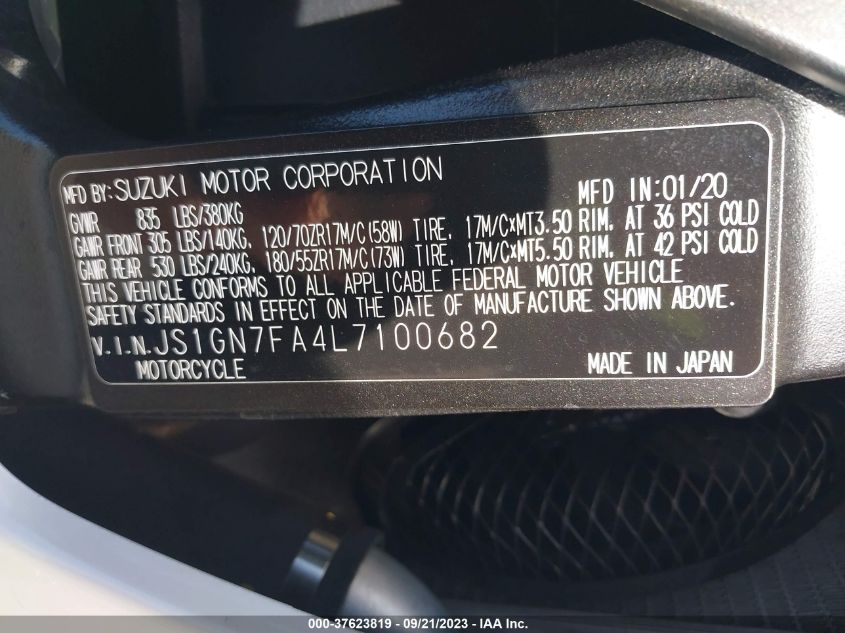 MFD BY:SUZUKI MOTOR CORPORATION MFD IN:01/20
GVWR 835 LBS/380KG
GAWR FRONT 305 LBS/140KG, 120/70ZR17M/C(58W) TIRE, 17M/C×MT3.50 RIM, AT 36 PSI COLD
GAWR REAR 530 LBS/240KG, 180/55ZR17M/C(73W) TIRE, 17M/C×MT5.50 RIM, AT 42 PSI COLD
THIS VEHICLE CONFORMS TO ALL APPLICABLE FEDERAL MOTOR VEHICLE
SAFETY STANDARDS IN EFFECT ON THE DATE OF MANUFACTURE SHOWN ABOVE.
V.I.N.JS1GN7FA4L7100682
MOTORCYCLE MADE IN JAPAN
000-37623819 - 09/21/2023 - IAA Inc.